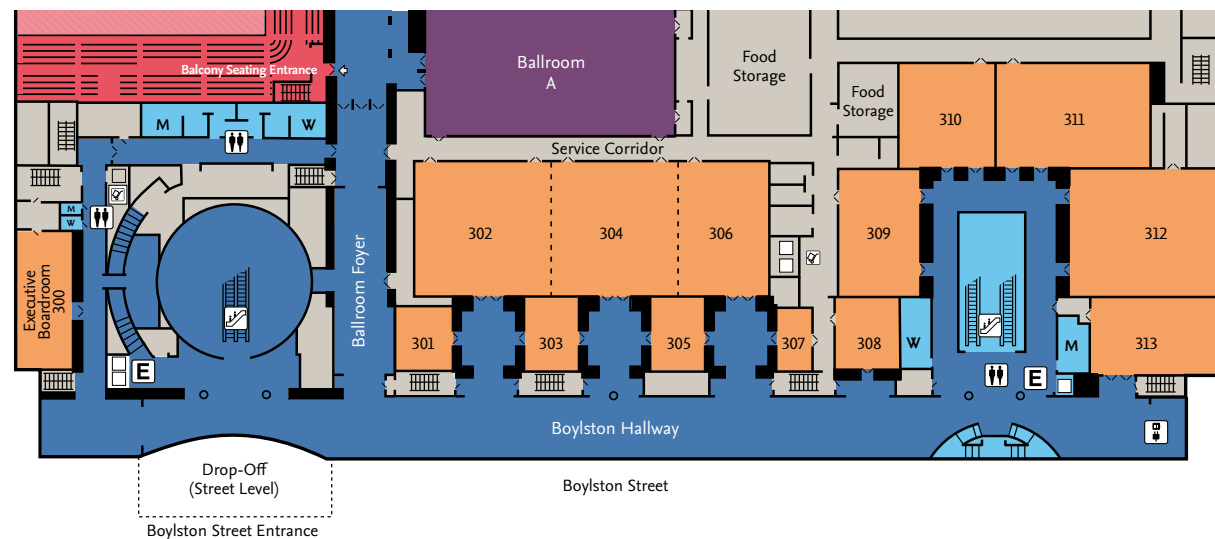 Balcony Seating Entrance
Ballroom
A
Food
Storage
Food
Storage
310
311
M
W
Service Corridor
M
W
302
304
306
309
312
Executive
Boardroom
300
Ballroom Foyer
301
303
305
307
308
W
M
313
E
E
Boylston Hallway
Drop-Off
(Street Level)
Boylston Street
Boylston Street Entrance